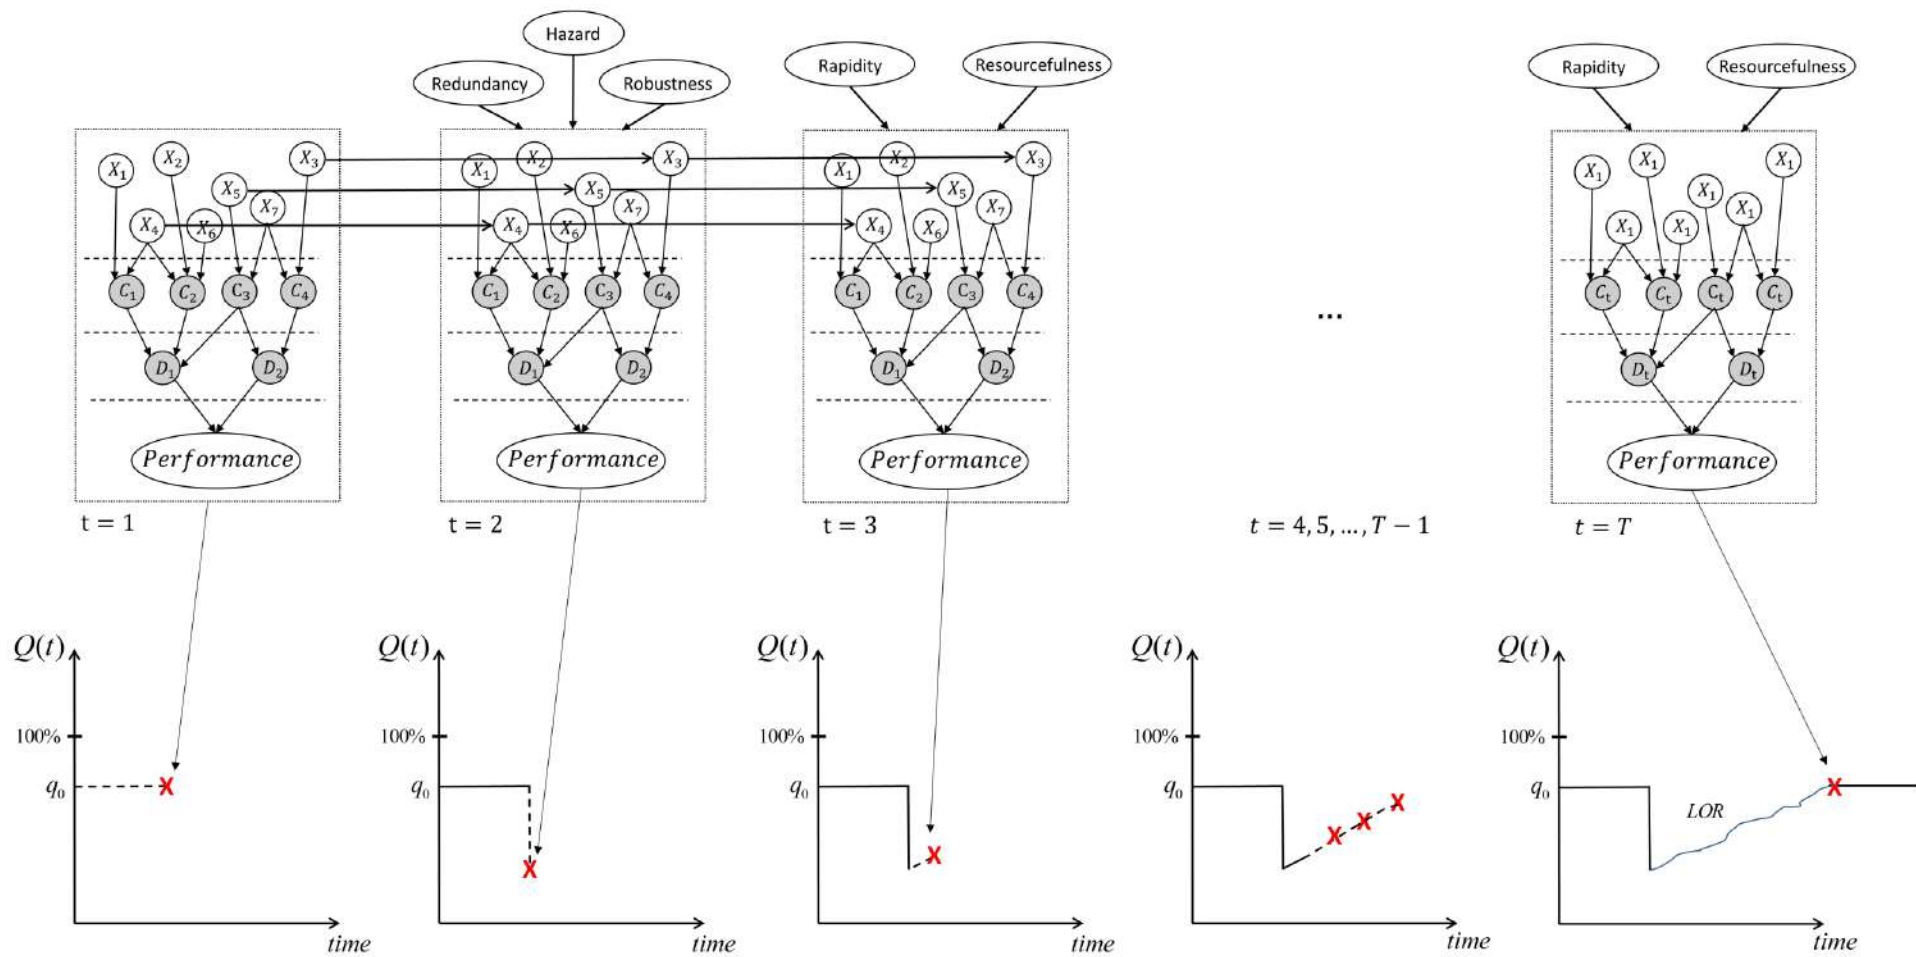 Hazard
Redundancy
Robustness
Rapidity
Resourcefulness
Rapidity
Resourcefulness
X₁ X₂ X₃
X₅ X₇
X₄ X₆
C₁ C₂ C₃ C₄
D₁ D₂
Performance
t = 1
X₁ X₂ X₃
X₅ X₇
X₄ X₆
C₁ C₂ C₃ C₄
D₁ D₂
Performance
t = 2
X₁ X₂ X₃
X₅ X₇
X₄ X₆
C₁ C₂ C₃ C₄
D₁ D₂
Performance
t = 3
...
t = 4, 5, ..., T − 1
X₁ X₁ X₁
X₁ X₁
X₁ X₁
Cₜ Cₜ Cₜ Cₜ
Dₜ Dₜ
Performance
t = T
Q(t)
100%
q₀
X
time
Q(t)
100%
q₀
X
time
Q(t)
100%
q₀
X
time
Q(t)
100%
q₀
X X X
time
Q(t)
100%
q₀
LOR
X
time